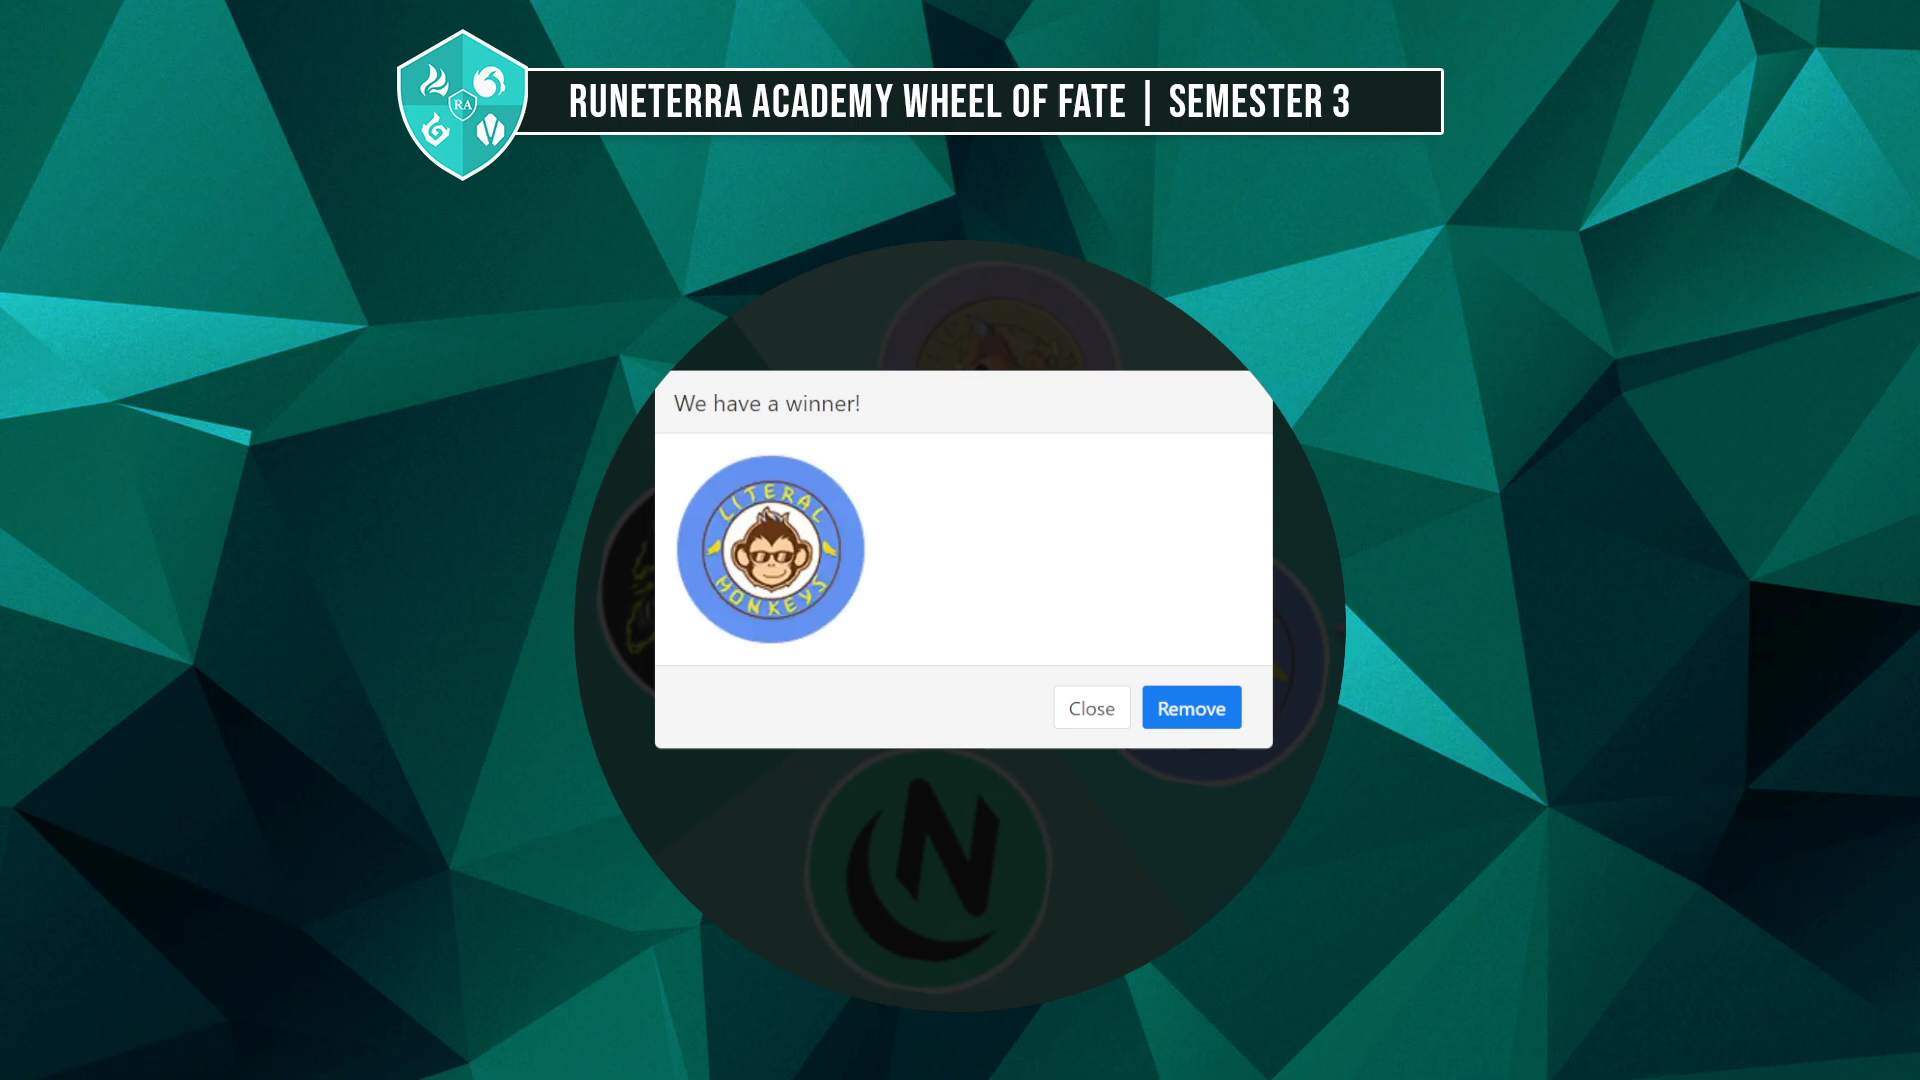 RA
RUNETERRA ACADEMY WHEEL OF FATE | SEMESTER 3
We have a winner!
LITERAL
MONKEYS
Close
Remove
N